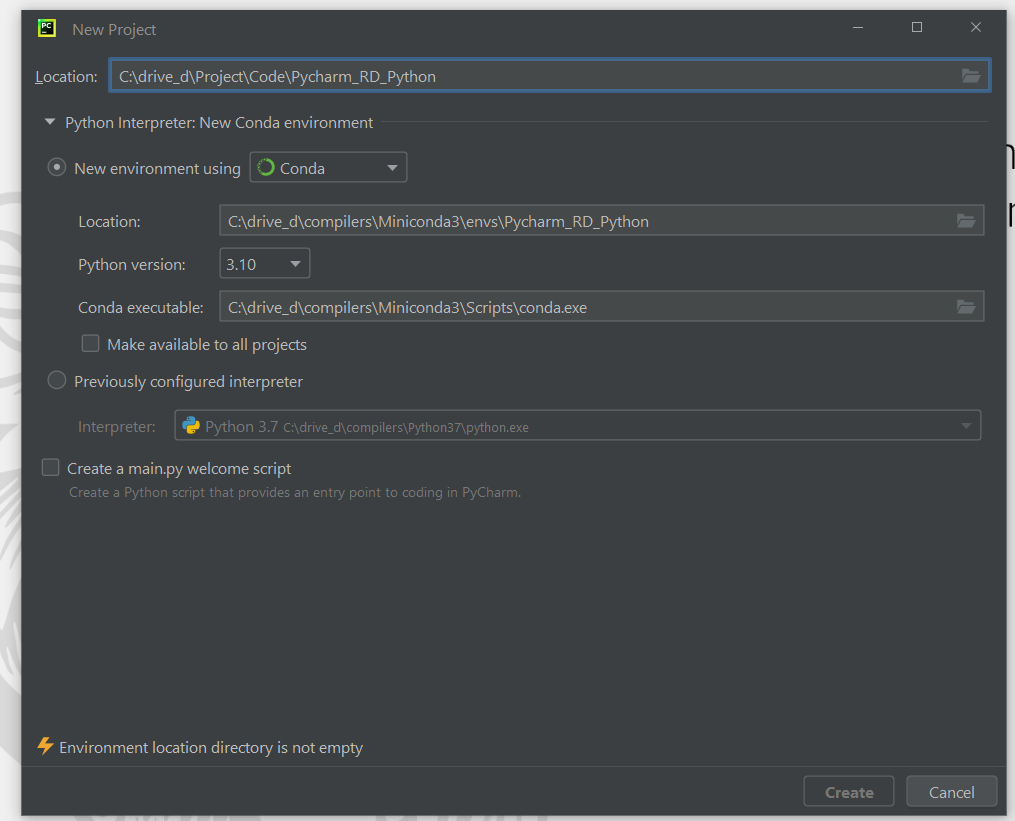 PC
New Project
Location: C:\drive_d\Project\Code\Pycharm_RD_Python
Python Interpreter: New Conda environment
New environment using Conda
Location: C:\drive_d\compilers\Miniconda3\envs\Pycharm_RD_Python
Python version: 3.10
Conda executable: C:\drive_d\compilers\Miniconda3\Scripts\conda.exe
Make available to all projects
Previously configured interpreter
Interpreter: Python 3.7 C:\drive_d\compilers\Python37\python.exe
Create a main.py welcome script
Create a Python script that provides an entry point to coding in PyCharm.
Environment location directory is not empty
Create Cancel